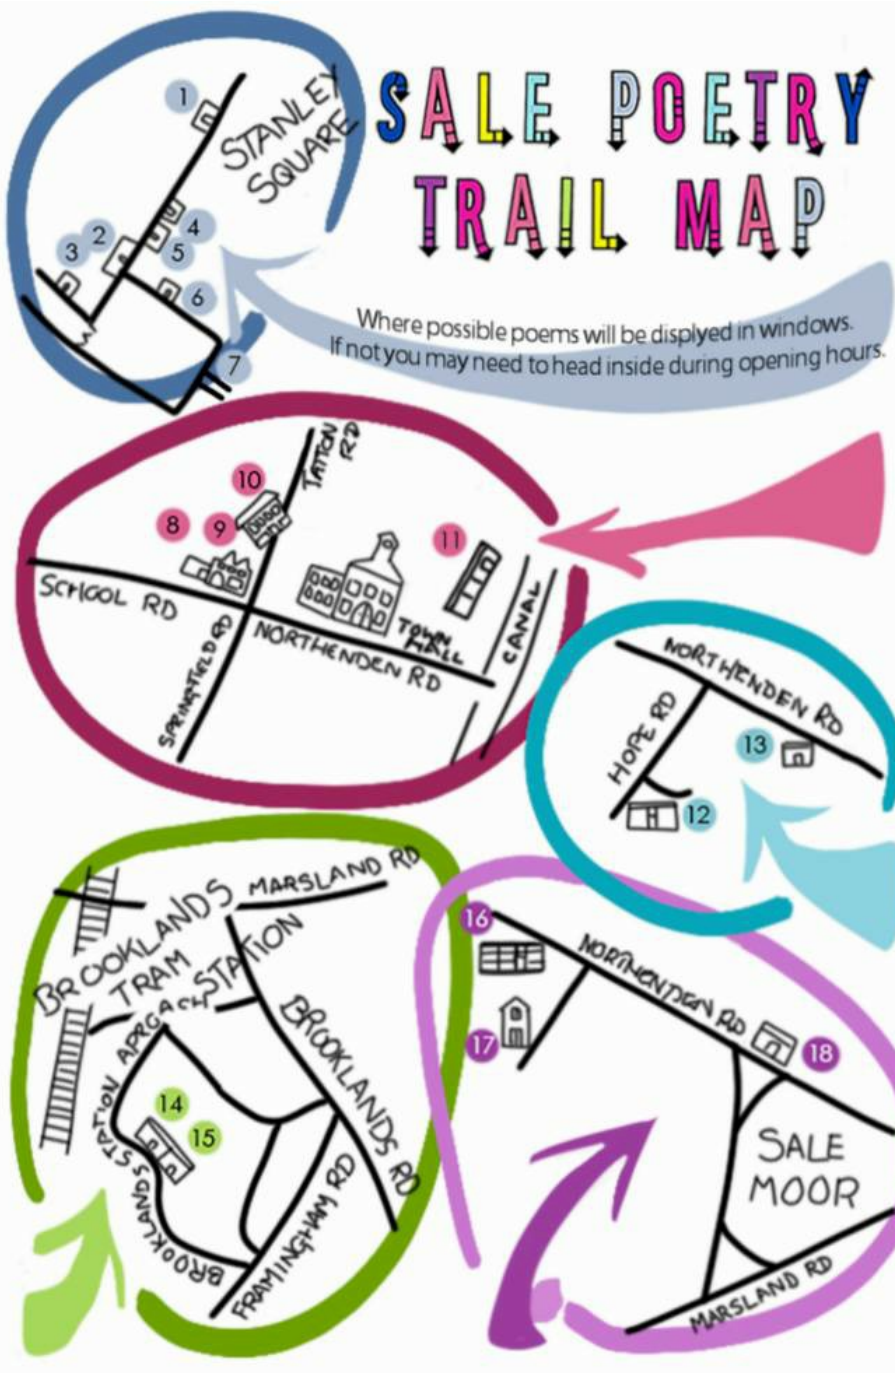 SALE POETRY
TRAIL MAP
1
STANLEY
SQUARE
2
3
4
5
6
7
Where possible poems will be displyed in windows.
If not you may need to head inside during opening hours.
TATTON
RD
10
8
9
11
SCHOOL RD
SPRINGFIELD RD
NORTHENDEN RD
TOWN
HALL
CANAL
NORTHENDEN RD
HOPE RD
13
12
MARSLAND RD
BROOKLANDS
TRAM
STATION
BROOKLANDS STATION APROACH
BROOKLANDS RD
14
15
FRAMINGHAM RD
16
NORTHENDEN RD
17
18
SALE
MOOR
MARSLAND RD